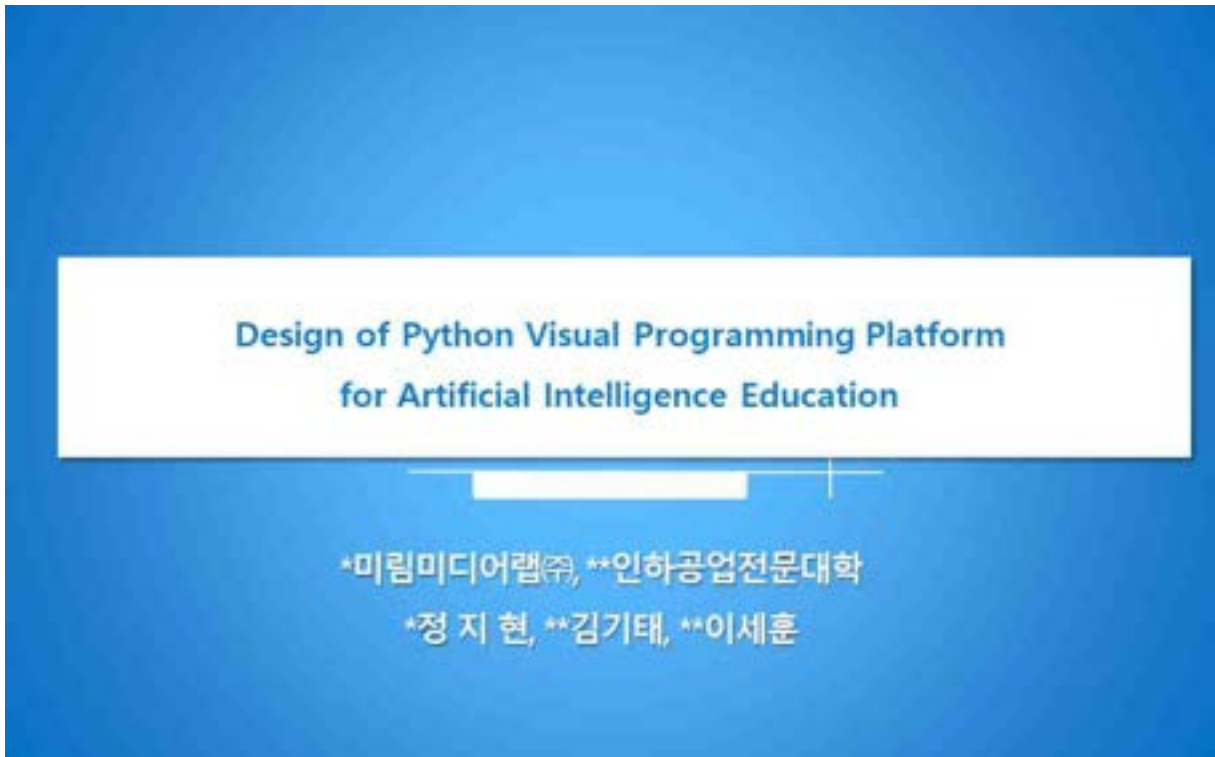 Design of Python Visual Programming Platform
for Artificial Intelligence Education
*미림미디어랩㈜, **인하공업전문대학
*정 지 현, **김기태, **이세훈